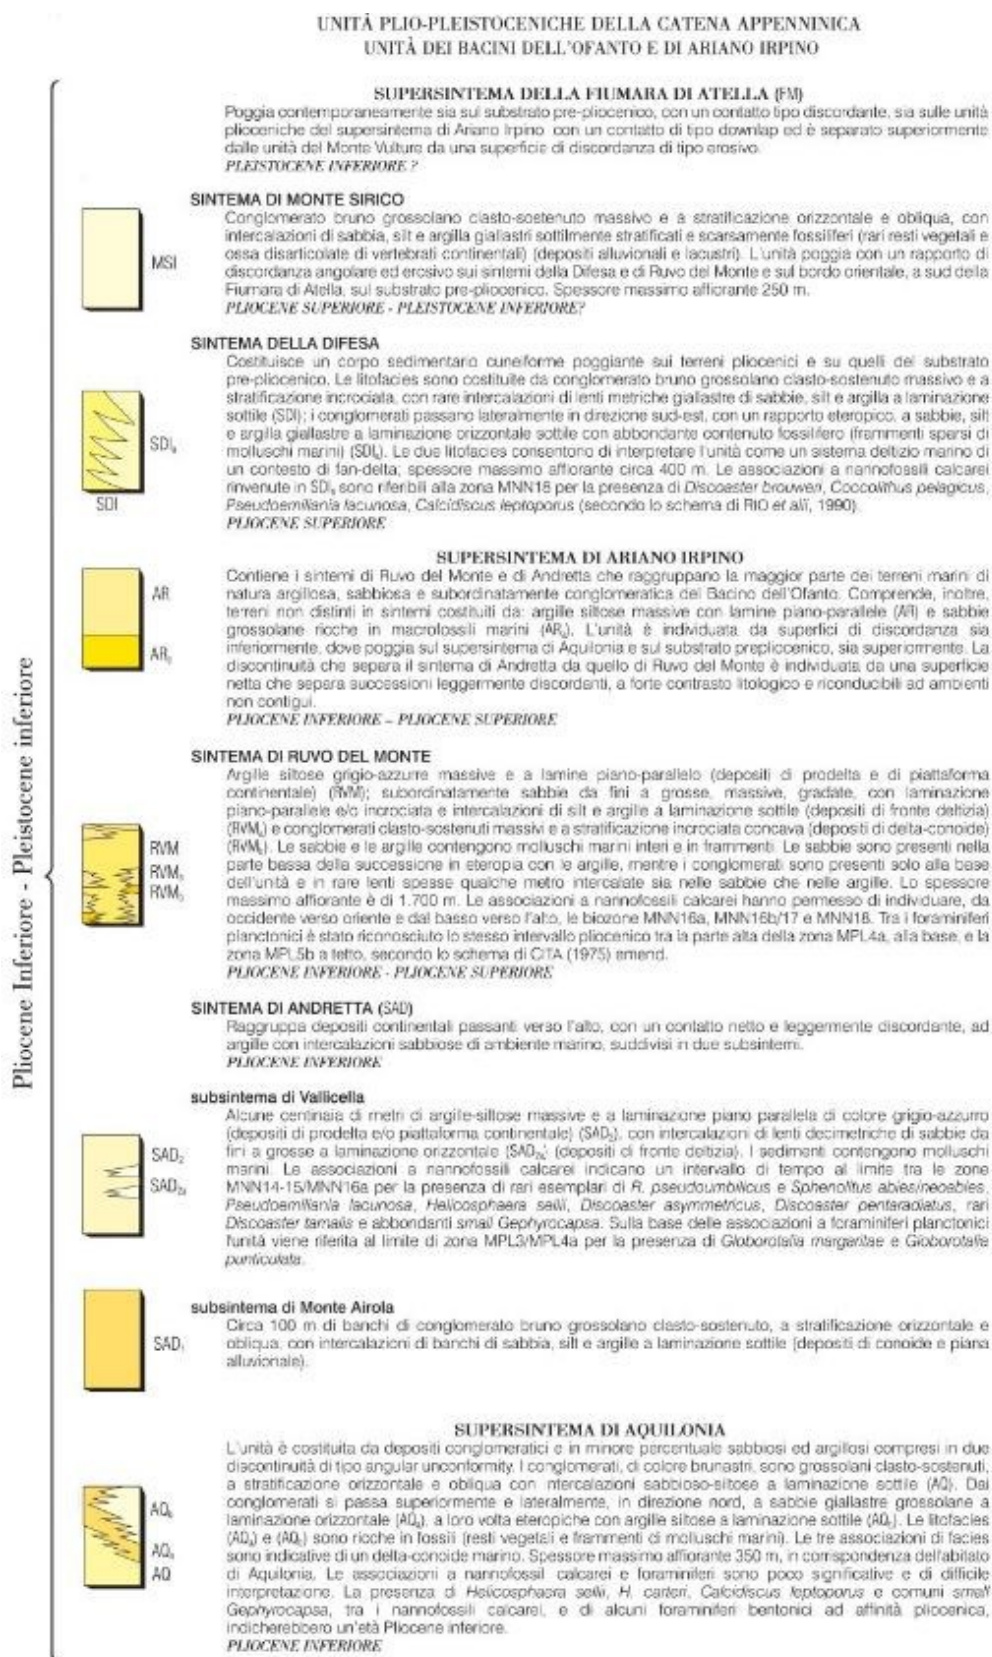 UNITÀ PLIO-PLEISTOCENICHE DELLA CATENA APPENNINICA
UNITÀ DEI BACINI DELL'OFANTO E DI ARIANO IRPINO
SUPERSINTEMA DELLA FIUMARA DI ATELLA (FM)
Poggia contemporaneamente sia sul substrato pre-pliocenico, con un contatto tipo discordante, sia sulle unità
plioceniche del supersintema di Ariano Irpino con un contatto di tipo downlap ed è separato superiormente
dalle unità del Monte Vulture da una superficie di discordanza di tipo erosivo.
PLEISTOCENE INFERIORE ?
SINTEMA DI MONTE SIRICO
Conglomerato bruno grossolano clasto-sostenuto massivo e a stratificazione orizzontale e obliqua, con
intercalazioni di sabbia, silt e argilla giallastri sottilmente stratificati e scarsamente fossiliferi (rari resti vegetali e
ossa disarticolate di vertebrati continentali) (depositi alluvionali e lacustri). L'unità poggia con un rapporto di
discordanza angolare ed erosivo sui sintemi della Difesa e di Ruvo del Monte e sul bordo orientale, a sud della
Fiumara di Atella, sul substrato pre-pliocenico. Spessore massimo affiorante 250 m.
PLIOCENE SUPERIORE - PLEISTOCENE INFERIORE?
MSI
SINTEMA DELLA DIFESA
Costituisce un corpo sedimentario cuneiforme poggiante sui terreni pliocenici e su quelli del substrato
pre-pliocenico. Le litofacies sono costituite da conglomerato bruno grossolano clasto-sostenuto massivo e a
stratificazione incrociata, con rare intercalazioni di lenti metriche giallastre di sabbie, silt e argilla a laminazione
sottile (SDI); i conglomerati passano lateralmente in direzione sud-est, con un rapporto eteropico, a sabbie, silt
e argilla giallastre a laminazione orizzontale sottile con abbondante contenuto fossilifero (frammenti sparsi di
molluschi marini) (SDIₐ). Le due litofacies consentono di interpretare l'unità come un sistema deltizio marino di
un contesto di fan-delta; spessore massimo affiorante circa 400 m. Le associazioni a nannofossili calcarei
rinvenute in SDIₐ sono riferibili alla zona MNN18 per la presenza di Discoaster brouweri, Coccolithus pelagicus,
Pseudoemiliania lacunosa, Calcidiscus leptoporus (secondo lo schema di RIO et alii, 1990)
PLIOCENE SUPERIORE
SDIₐ
SDI
SUPERSINTEMA DI ARIANO IRPINO
Contiene i sintemi di Ruvo del Monte e di Andretta che raggruppano la maggior parte dei terreni marini di
natura argillosa, sabbiosa e subordinatamente conglomeratica del Bacino dell'Ofanto. Comprende, inoltre,
terreni non distinti in sintemi costituiti da: argille siltose massive con lamine piano-parallele (AR) e sabbie
grossolane ricche in macrofossili marini (ARₛ). L'unità è individuata da superfici di discordanza sia
inferiormente, dove poggia sul supersintema di Aquilonia e sul substrato prepliocenico, sia superiormente. La
discontinuità che separa il sintema di Andretta da quello di Ruvo del Monte è individuata da una superficie
netta che separa successioni leggermente discordanti, a forte contrasto litologico e riconducibili ad ambienti
non contigui.
PLIOCENE INFERIORE – PLIOCENE SUPERIORE
AR
ARₛ
SINTEMA DI RUVO DEL MONTE
Argille siltose grigio-azzurre massive e a lamine piano-parallelo (depositi di prodelta e di piattaforma
continentale) (RVM); subordinatamente sabbie da fini a grosse, massive, gradate, con laminazione
piano-parallele e/o incrociata e intercalazioni di silt e argille a laminazione sottile (depositi di fronte deltizia)
(RVMₛ) e conglomerati clasto-sostenuti massivi e a stratificazione incrociata concava (depositi di delta-conoide)
(RVMₕ). Le sabbie e le argille contengono molluschi marini interi e in frammenti. Le sabbie sono presenti nella
parte bassa della successione in eteropia con le argille, mentre i conglomerati sono presenti solo alla base
dell'unità e in rare lenti spesse qualche metro intercalate sia nelle sabbie che nelle argille. Lo spessore
massimo affiorante è di 1.700 m. Le associazioni a nannofossili calcarei hanno permesso di individuare, da
occidente verso oriente e dal basso verso l'alto, le biozone MNN16a, MNN16b/17 e MNN18. Tra i foraminiferi
planctonici è stato riconosciuto lo stesso intervallo pliocenico tra la parte alta della zona MPL4a, alla base, e la
zona MPL5b a tetto, secondo lo schema di CITA (1975) emend.
PLIOCENE INFERIORE - PLIOCENE SUPERIORE
RVM
RVMₛ
RVM
SINTEMA DI ANDRETTA (SAD)
Raggruppa depositi continentali passanti verso l'alto, con un contatto netto e leggermente discordante, ad
argille con intercalazioni sabbiose di ambiente marino, suddivisi in due subsintemi.
PLIOCENE INFERIORE
subsintema di Vallicella
Alcune centinaia di metri di argille-siltose massive e a laminazione piano parallela di colore grigio-azzurro
(depositi di prodelta e/o piattaforma continentale) (SAD₂), con intercalazioni di lenti decimetriche di sabbie da
fini a grosse a laminazione orizzontale (SAD₂ₐ) (depositi di fronte deltizia). I sedimenti contengono molluschi
marini. Le associazioni a nannofossili calcarei indicano un intervallo di tempo al limite tra le zone
MNN14-15/MNN16a per la presenza di rari esemplari di R. pseudoumbilicus e Sphenolitus abies/neoabies,
Pseudoemiliania lacunosa, Helicosphaera sellii, Discoaster asymmetricus, Discoaster pentaradiatus, rari
Discoaster tamalis e abbondanti small Gephyrocapsa. Sulla base delle associazioni a foraminiferi planctonici
l'unità viene riferita al limite di zona MPL3/MPL4a per la presenza di Globorotalia margaritae e Globorotalia
puncticulata.
SAD₂
SAD₂ₐ
subsintema di Monte Airola
Circa 100 m di banchi di conglomerato bruno grossolano clasto-sostenuto, a stratificazione orizzontale e
obliqua, con intercalazioni di banchi di sabbia, silt e argille a laminazione sottile (depositi di conoide e piana
alluvionale).
SAD₁
SUPERSINTEMA DI AQUILONIA
L'unità è costituita da depositi conglomeratici e in minore percentuale sabbiosi ed argillosi compresi in due
discontinuità di tipo angular unconformity. I conglomerati, di colore brunastri, sono grossolani clasto-sostenuti,
a stratificazione orizzontale e obliqua con intercalazioni sabbioso-siltose a laminazione sottile (AQ). Dai
conglomerati si passa superiormente e lateralmente, in direzione nord, a sabbie giallastre grossolane a
laminazione orizzontale (AQₐ), a loro volta eteropiche con argille siltose a laminazione sottile (AQ). Le litofacies
(AQₐ) e (AQ) sono ricche in fossili (resti vegetali e frammenti di molluschi marini). Le tre associazioni di facies
sono indicative di un delta-conoide marino. Spessore massimo affiorante 350 m, in corrispondenza dell'abitato
di Aquilonia. Le associazioni a nannofossil calcarei e foraminiferi sono poco significative e di difficile
interpretazione. La presenza di Helicosphaera sellii, H. carteri, Calcidiscus leptoporus e comuni small
Gephyrocapsa, tra i nannofossili calcarei, e di alcuni foraminiferi bentonici ad affinità pliocenica,
indicherebbero un'età Pliocene inferiore.
PLIOCENE INFERIORE
AQ
AQ
AQ
Pliocene Inferiore - Pleistocene inferiore